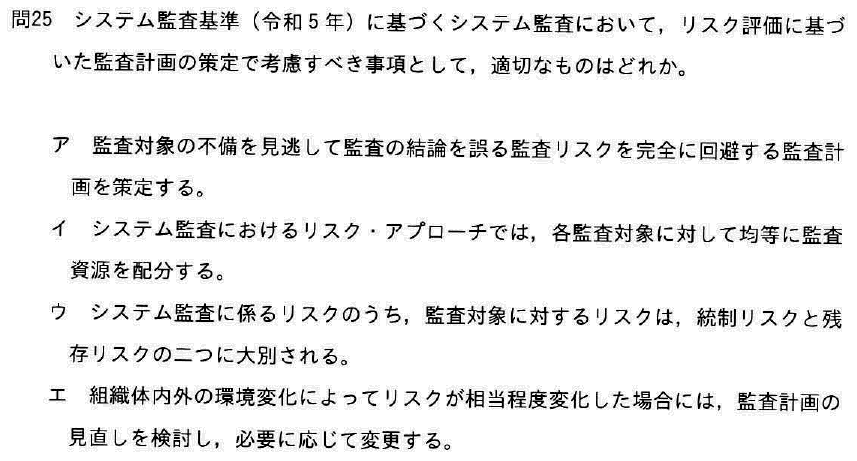 問25 システム監査基準（令和5年）に基づくシステム監査において，リスク評価に基づ
いた監査計画の策定で考慮すべき事項として，適切なものはどれか。
ア 監査対象の不備を見逃して監査の結論を誤る監査リスクを完全に回避する監査計
画を策定する。
イ システム監査におけるリスク・アプローチでは，各監査対象に対して均等に監査
資源を配分する。
ウ システム監査に係るリスクのうち，監査対象に対するリスクは，統制リスクと残
存リスクの二つに大別される。
エ 組織体内外の環境変化によってリスクが相当程度変化した場合には，監査計画の
見直しを検討し，必要に応じて変更する。